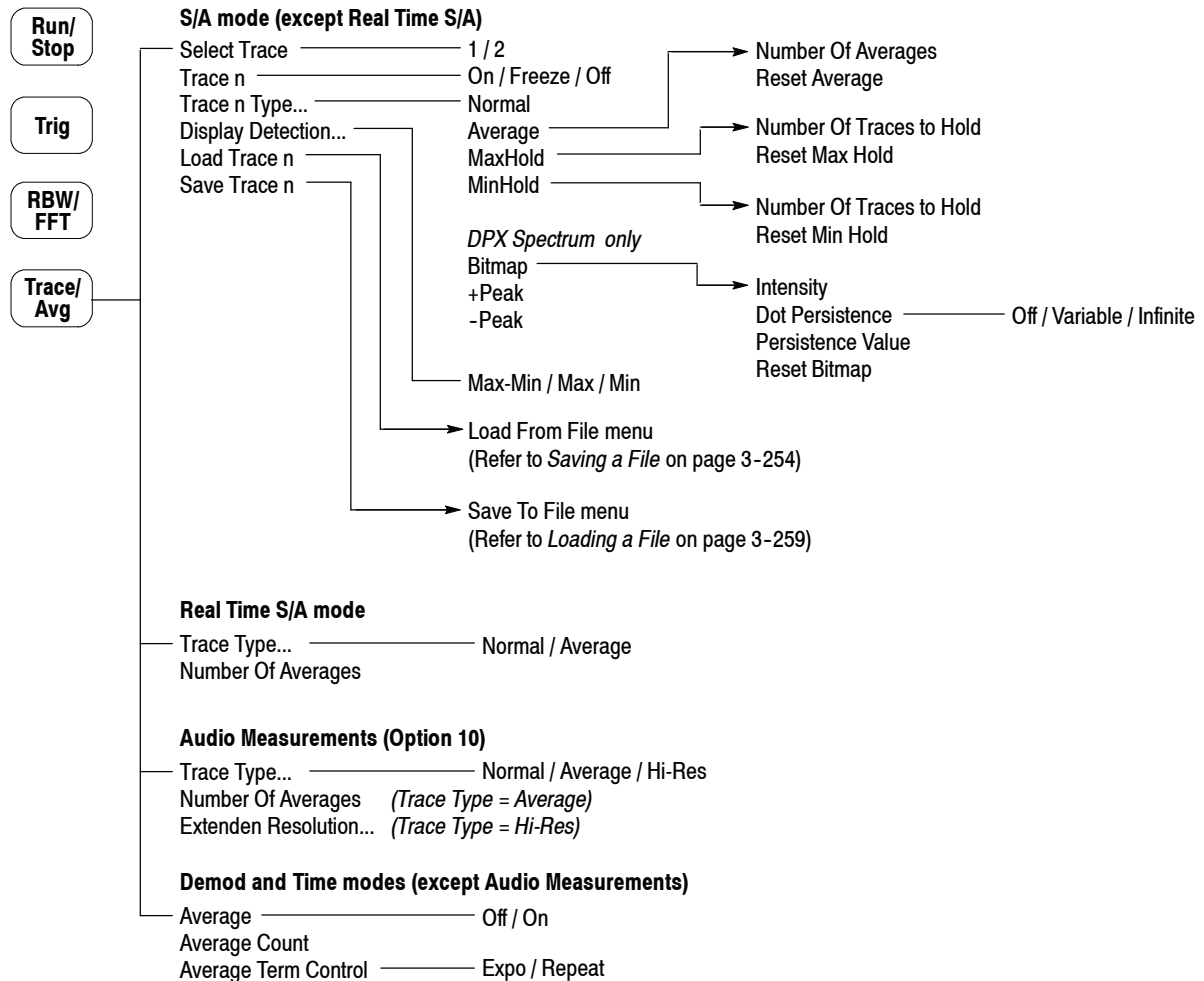 Run/
Stop
Trig
RBW/
FFT
Trace/
Avg
S/A mode (except Real Time S/A)
Select Trace 1 / 2
Trace n On / Freeze / Off
Trace n Type... Normal
Display Detection... Average
Load Trace n MaxHold
Save Trace n MinHold
Number Of Averages
Reset Average
Number Of Traces to Hold
Reset Max Hold
Number Of Traces to Hold
Reset Min Hold
DPX Spectrum only
Bitmap
+Peak
-Peak
Intensity
Dot Persistence Off / Variable / Infinite
Persistence Value
Reset Bitmap
Max-Min / Max / Min
Load From File menu
(Refer to Saving a File on page 3-254)
Save To File menu
(Refer to Loading a File on page 3-259)
Real Time S/A mode
Trace Type... Normal / Average
Number Of Averages
Audio Measurements (Option 10)
Trace Type... Normal / Average / Hi-Res
Number Of Averages (Trace Type = Average)
Extenden Resolution... (Trace Type = Hi-Res)
Demod and Time modes (except Audio Measurements)
Average Off / On
Average Count
Average Term Control Expo / Repeat